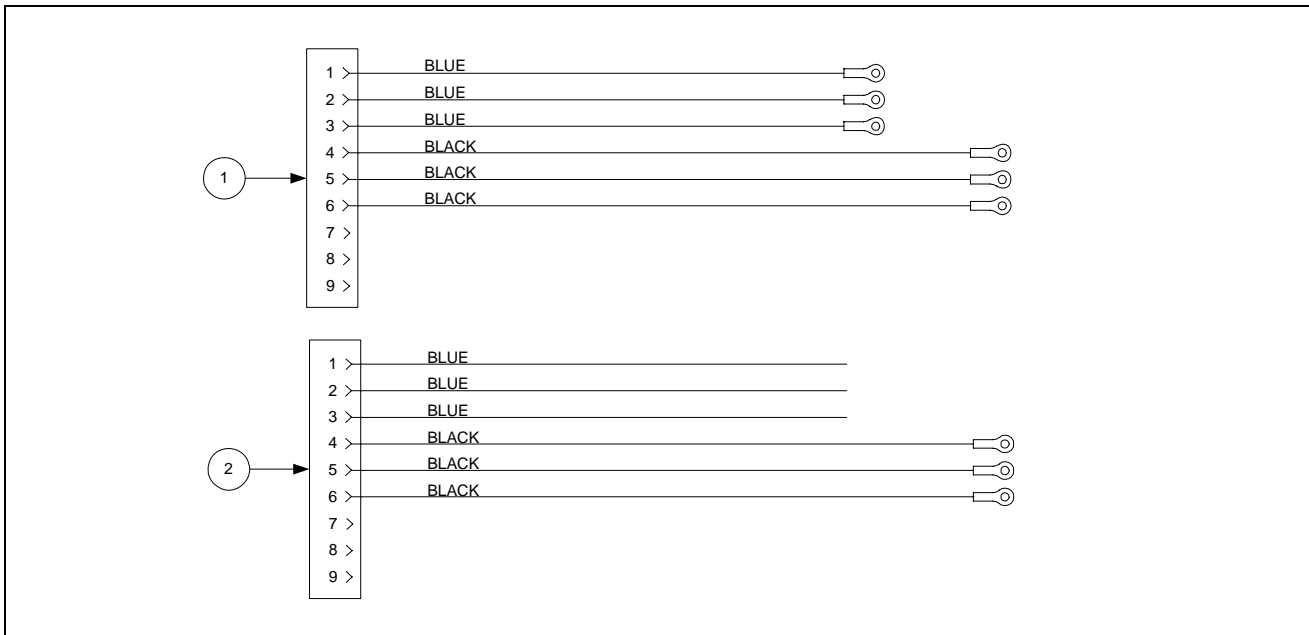 1 BLUE
2 BLUE
3 BLUE
4 BLACK
1
5 BLACK
6 BLACK
7
8
9
1 BLUE
2 BLUE
3 BLUE
4 BLACK
2
5 BLACK
6 BLACK
7
8
9